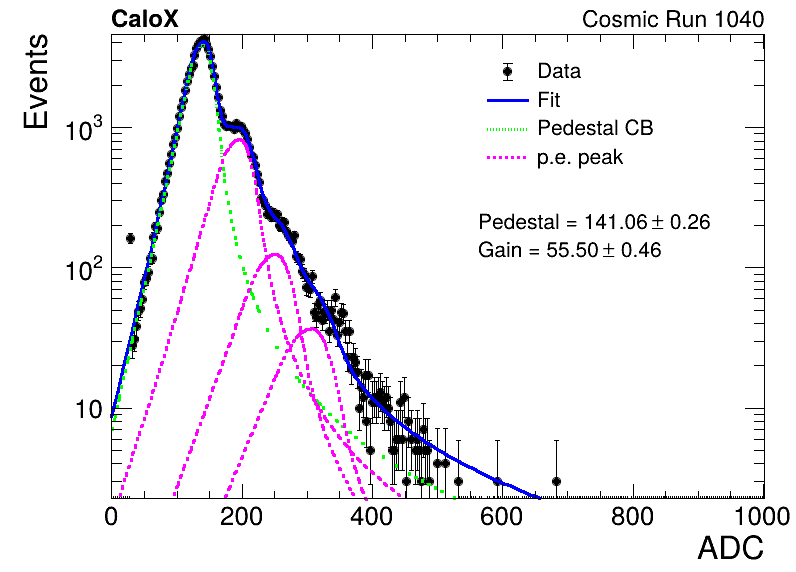 CaloX Cosmic Run 1040
Events
Data
Fit
Pedestal CB
p.e. peak
Pedestal = 141.06 ± 0.26
Gain = 55.50 ± 0.46
10³
10²
10
0 200 400 600 800 1000
ADC